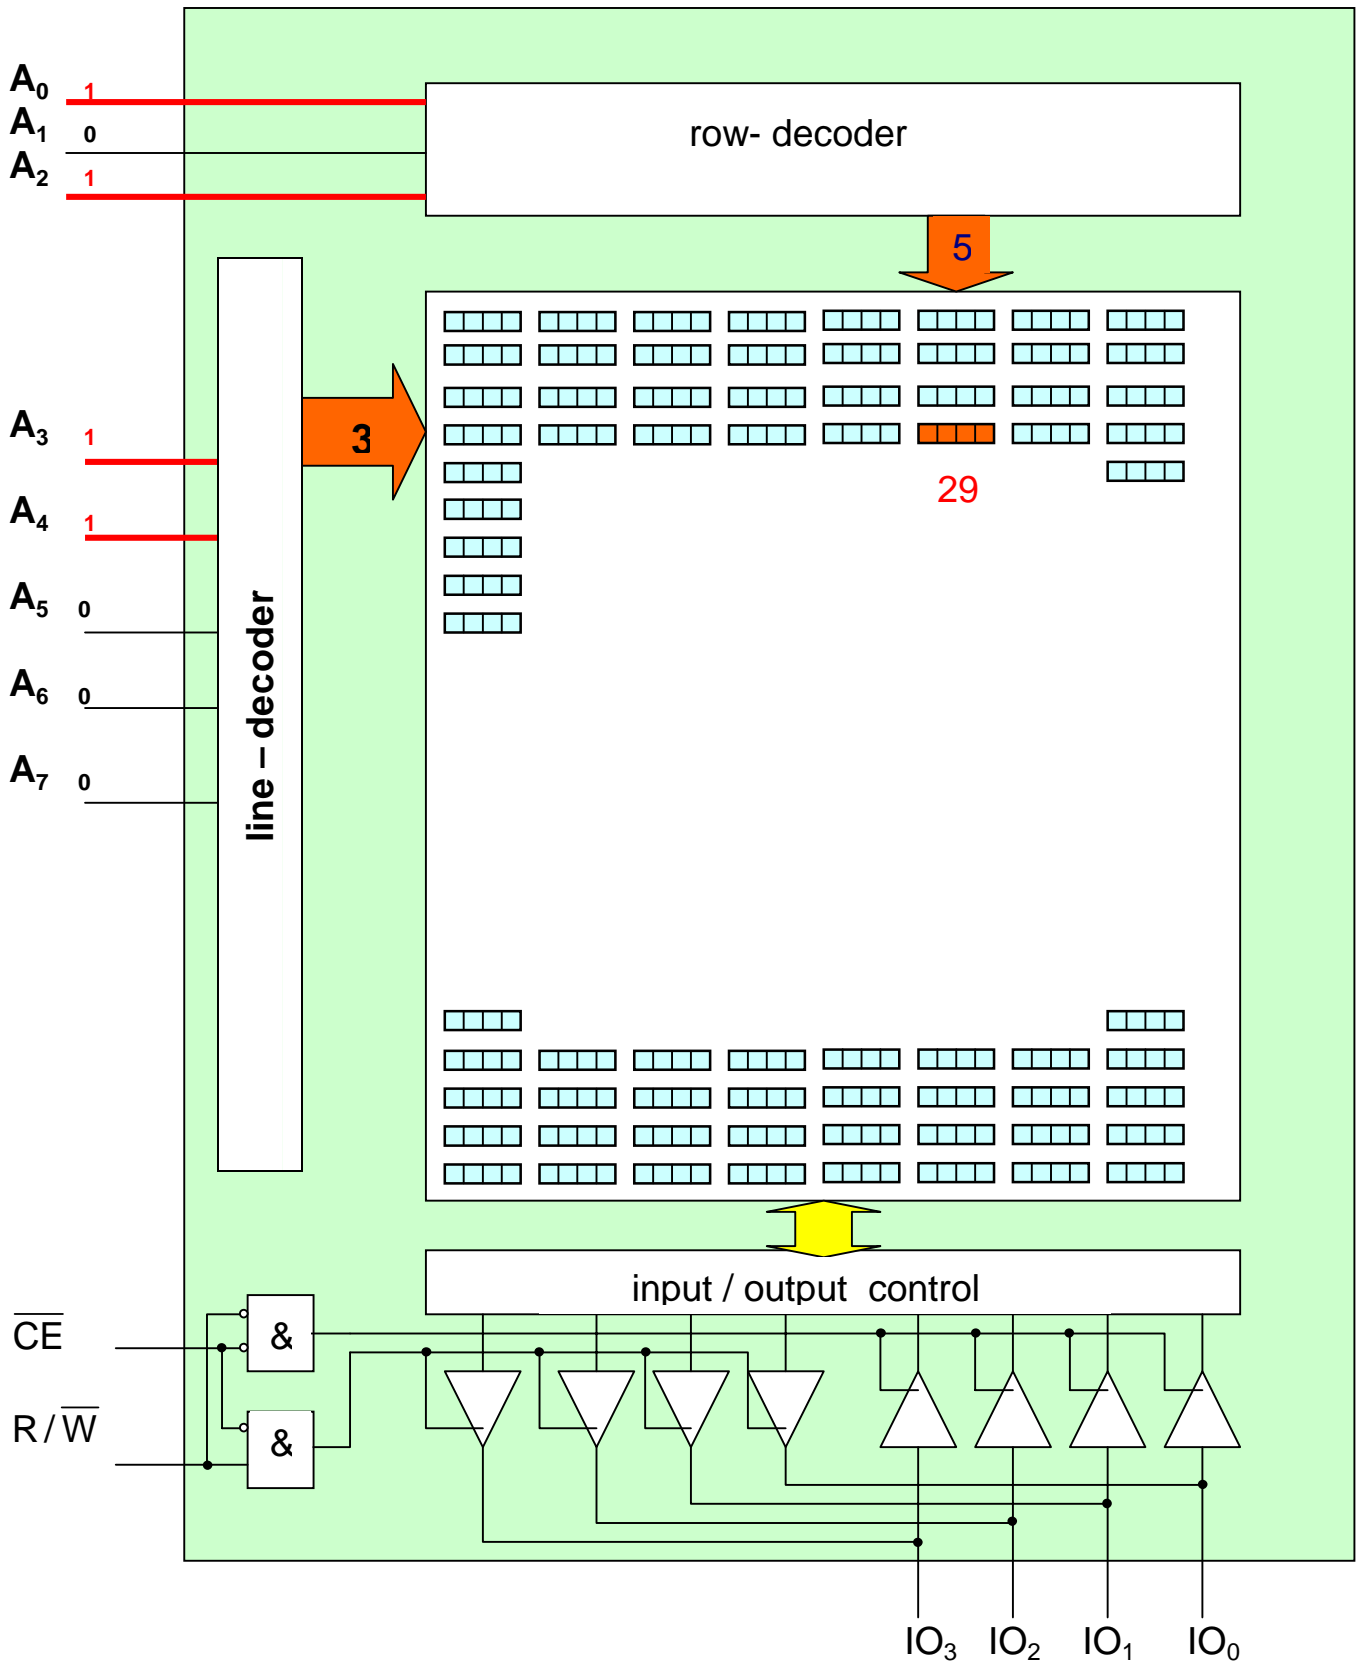 A0 1
A1 0
A2 1
row- decoder
5
A3 1
A4 1
A5 0
A6 0
A7 0
line – decoder
3
29
input / output control
C̅E̅
R / W̅
&
&
IO3 IO2 IO1 IO0